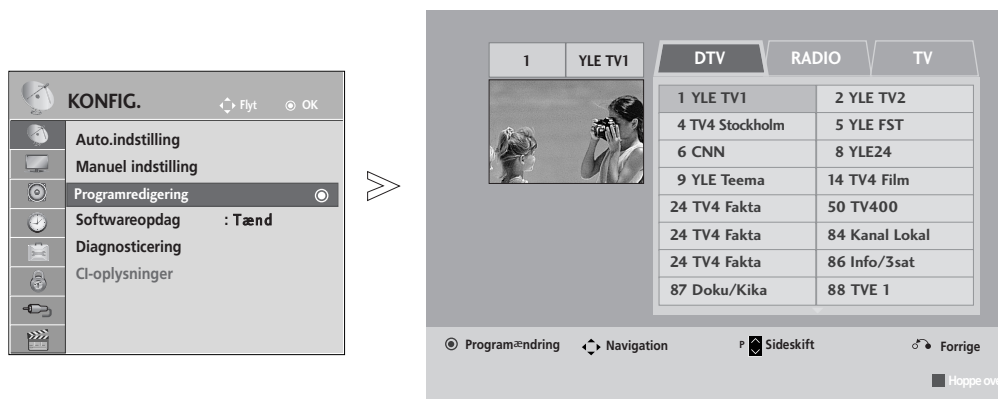 KONFIG.
Flyt
OK
Auto.indstilling
Manuel indstilling
Programredigering
Softwareopdag : Tænd
Diagnosticering
CI-oplysninger
1 YLE TV1
DTV RADIO TV
1 YLE TV1 2 YLE TV2
4 TV4 Stockholm 5 YLE FST
6 CNN 8 YLE24
9 YLE Teema 14 TV4 Film
24 TV4 Fakta 50 TV400
24 TV4 Fakta 84 Kanal Lokal
24 TV4 Fakta 86 Info/3sat
87 Doku/Kika 88 TVE 1
Programændring Navigation P Sideskift Forrige
Hoppe ove